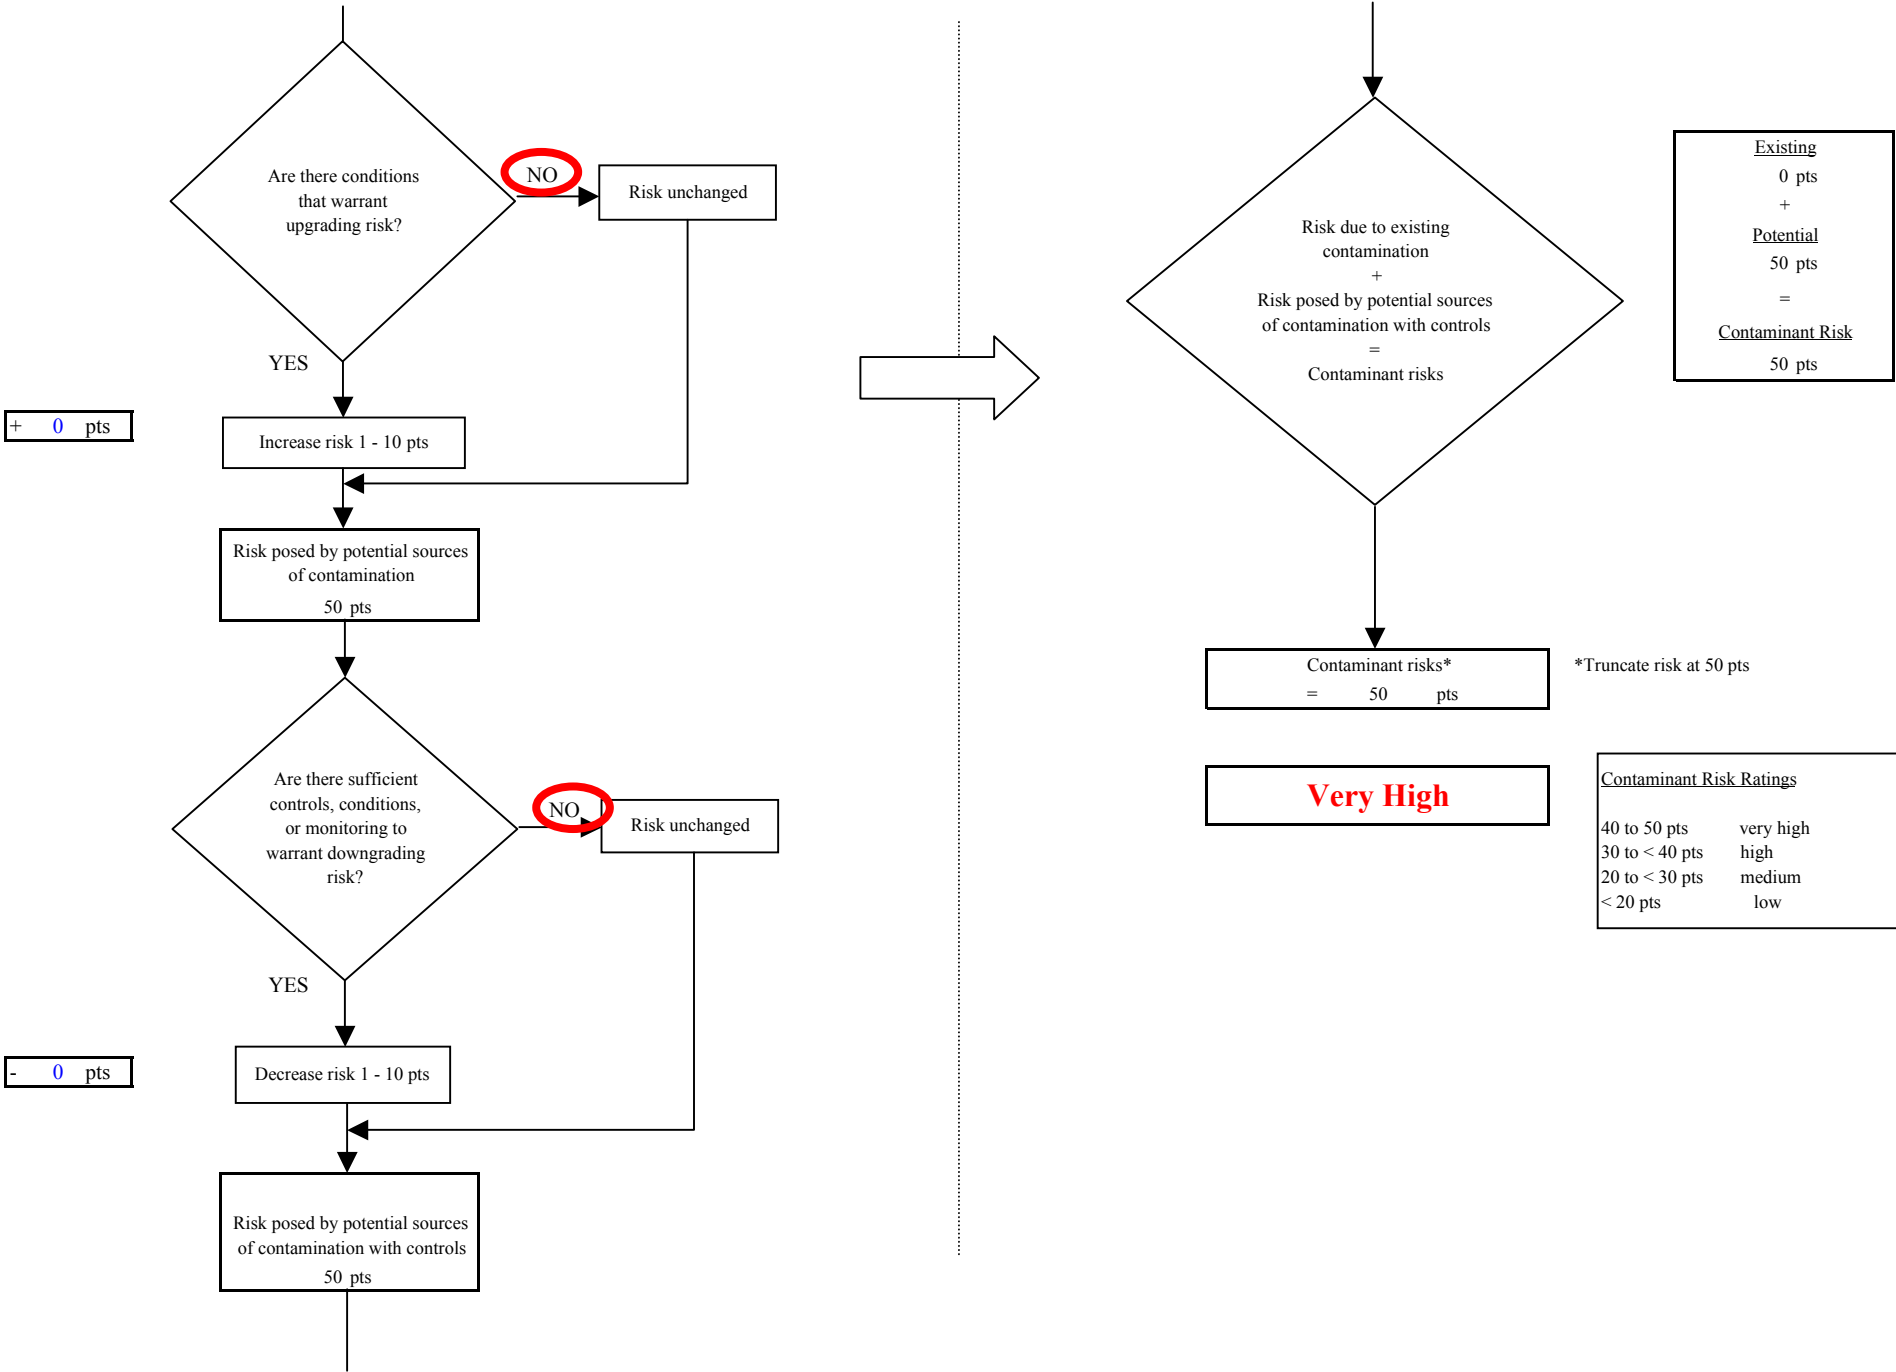 Are there conditions
that warrant
upgrading risk?
NO
Risk unchanged
YES
+ 0 pts
Increase risk 1 - 10 pts
Risk posed by potential sources
of contamination
50 pts
Are there sufficient
controls, conditions,
or monitoring to
warrant downgrading
risk?
NO
Risk unchanged
YES
- 0 pts
Decrease risk 1 - 10 pts
Risk posed by potential sources
of contamination with controls
50 pts
Risk due to existing
contamination
+
Risk posed by potential sources
of contamination with controls
=
Contaminant risks
Existing
0 pts
+
Potential
50 pts
=
Contaminant Risk
50 pts
Contaminant risks*
= 50 pts
*Truncate risk at 50 pts
Very High
Contaminant Risk Ratings
40 to 50 pts very high
30 to < 40 pts high
20 to < 30 pts medium
< 20 pts low